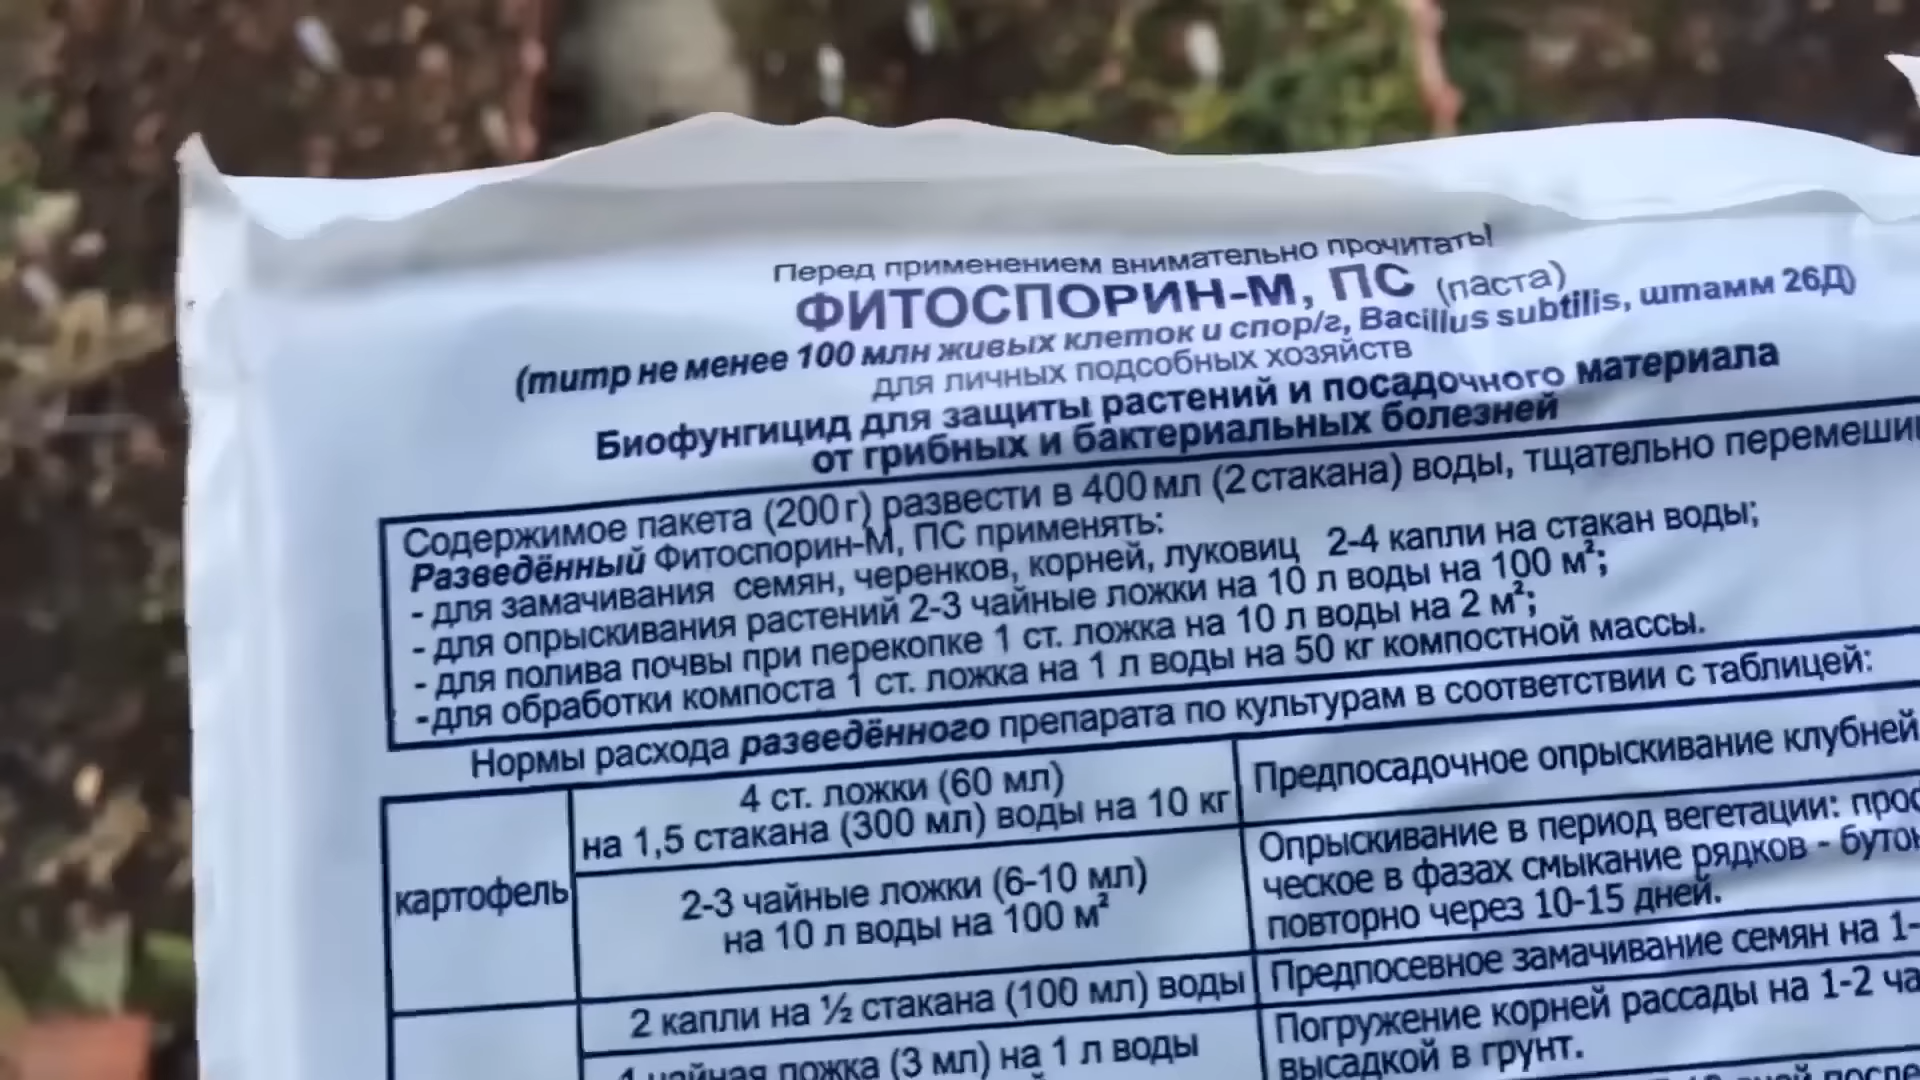 Перед применением внимательно прочитать!
ФИТОСПОРИН-М, ПС (паста)
(титр не менее 100 млн живых клеток и спор/г, Bacillus subtilis, штамм 26Д)
для личных подсобных хозяйств
Биофунгицид для защиты растений и посадочного материала
от грибных и бактериальных болезней
Содержимое пакета (200 г) развести в 400 мл (2 стакана) воды, тщательно перемеши
Разведённый Фитоспорин-М, ПС применять:
- для замачивания семян, черенков, корней, луковиц 2-4 капли на стакан воды;
- для опрыскивания растений 2-3 чайные ложки на 10 л воды на 100 м²;
- для полива почвы при перекопке 1 ст. ложка на 10 л воды на 2 м²;
- для обработки компоста 1 ст. ложка на 1 л воды на 50 кг компостной массы.
Нормы расхода разведённого препарата по культурам в соответствии с таблицей:
картофель
4 ст. ложки (60 мл)
на 1,5 стакана (300 мл) воды на 10 кг
Предпосадочное опрыскивание клубней
2-3 чайные ложки (6-10 мл)
на 10 л воды на 100 м²
Опрыскивание в период вегетации: проф
ческое в фазах смыкание рядков - бутон
повторно через 10-15 дней.
2 капли на ½ стакана (100 мл) воды
Предпосевное замачивание семян на 1-
1 чайная ложка (3 мл) на 1 л воды
Погружение корней рассады на 1-2 ча
высадкой в грунт.
дней после